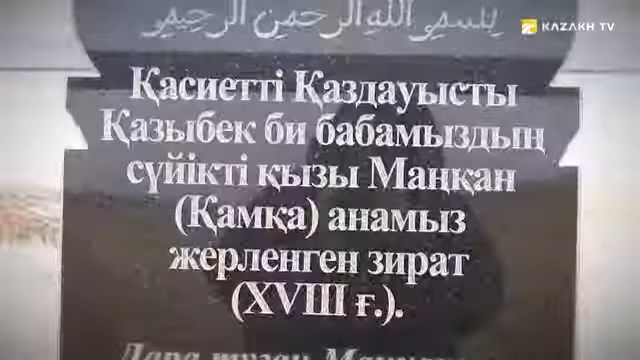 KAZAKH TV
بسم الله الرحمن الرحيم
Қасиетті Қаздауысты
Қазыбек би бабамыздың
сүйікті қызы Маңқан
(Қамқа) анамыз
жерленген зират
(XVIII ғ.).